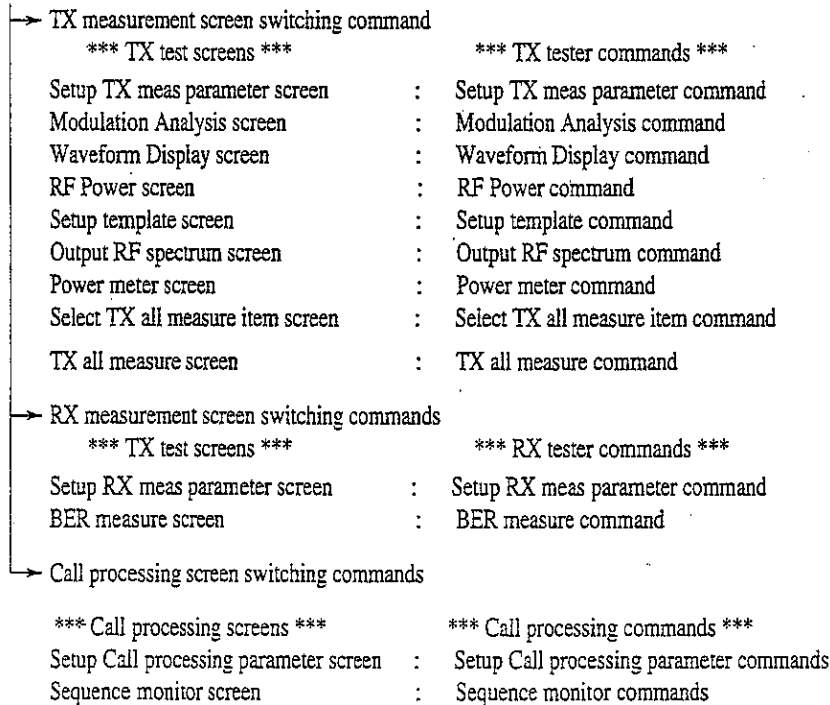 TX measurement screen switching command
*** TX test screens *** *** TX tester commands ***
Setup TX meas parameter screen : Setup TX meas parameter command
Modulation Analysis screen : Modulation Analysis command
Waveform Display screen : Waveform Display command
RF Power screen : RF Power command
Setup template screen : Setup template command
Output RF spectrum screen : Output RF spectrum command
Power meter screen : Power meter command
Select TX all measure item screen : Select TX all measure item command
TX all measure screen : TX all measure command
RX measurement screen switching commands
*** TX test screens *** *** RX tester commands ***
Setup RX meas parameter screen : Setup RX meas parameter command
BER measure screen : BER measure command
Call processing screen switching commands
*** Call processing screens *** *** Call processing commands ***
Setup Call processing parameter screen : Setup Call processing parameter commands
Sequence monitor screen : Sequence monitor commands